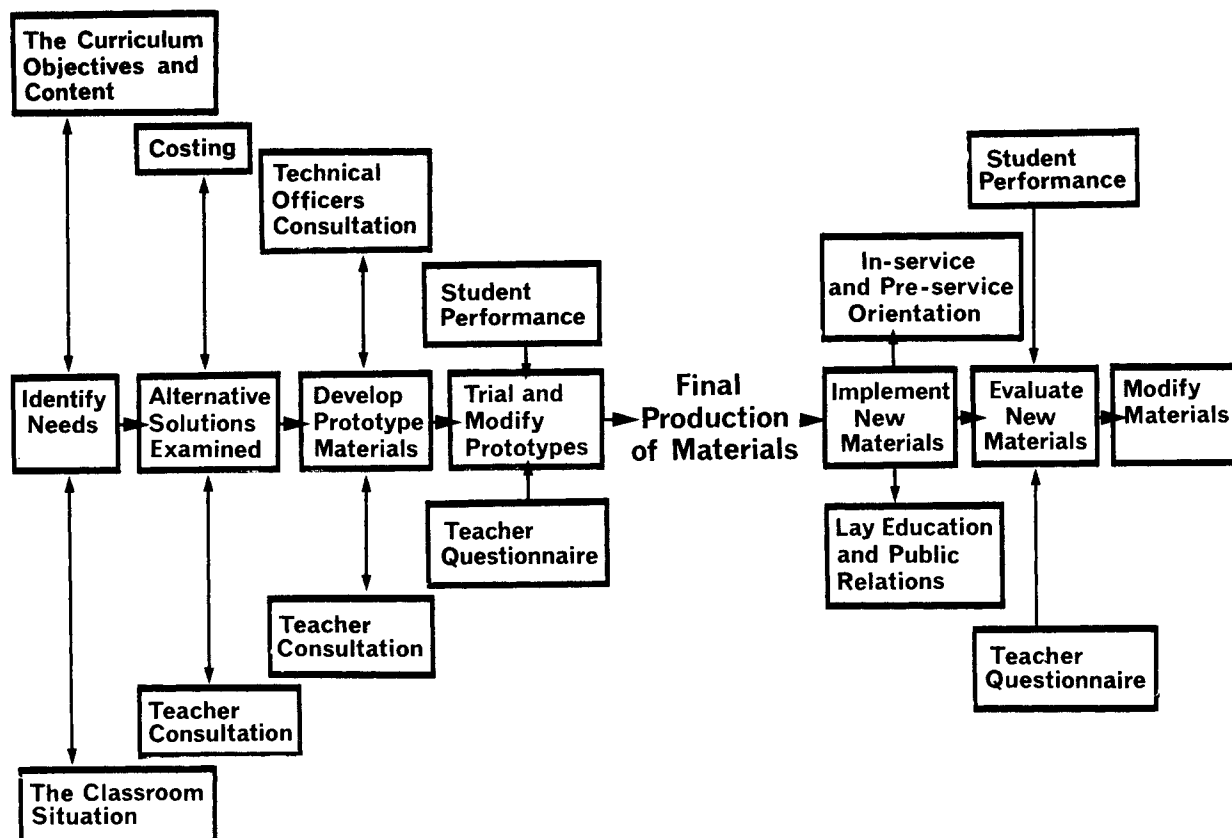 The Curriculum
Objectives and
Content
Costing
Technical
Officers
Consultation
Student
Performance
Identify
Needs
Alternative
Solutions
Examined
Develop
Prototype
Materials
Trial and
Modify
Prototypes
Final
Production
of Materials
Teacher
Questionnaire
Teacher
Consultation
Teacher
Consultation
The Classroom
Situation
Student
Performance
In-service
and Pre-service
Orientation
Implement
New
Materials
Evaluate
New
Materials
Modify
Materials
Lay Education
and Public
Relations
Teacher
Questionnaire